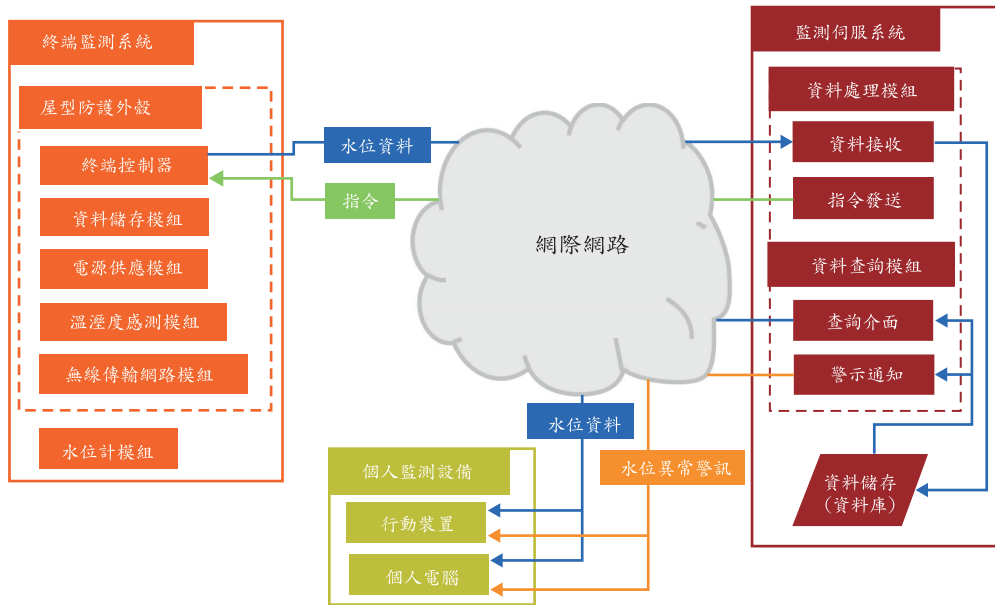 終端監測系統
屋型防護外殼
終端控制器
資料儲存模組
電源供應模組
溫溼度感測模組
無線傳輸網路模組
水位計模組
水位資料
指令
網際網路
水位資料
水位異常警訊
個人監測設備
行動裝置
個人電腦
監測伺服系統
資料處理模組
資料接收
指令發送
資料查詢模組
查詢介面
警示通知
資料儲存
(資料庫)